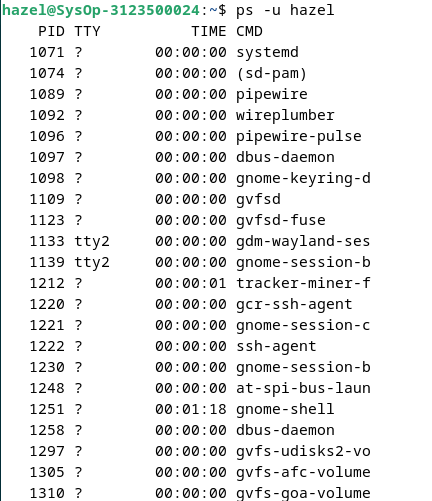 hazel@SysOp-3123500024:~$ ps -u hazel
    PID TTY          TIME CMD
   1071 ?        00:00:00 systemd
   1074 ?        00:00:00 (sd-pam)
   1089 ?        00:00:00 pipewire
   1092 ?        00:00:00 wireplumber
   1096 ?        00:00:00 pipewire-pulse
   1097 ?        00:00:00 dbus-daemon
   1098 ?        00:00:00 gnome-keyring-d
   1109 ?        00:00:00 gvfsd
   1123 ?        00:00:00 gvfsd-fuse
   1133 tty2     00:00:00 gdm-wayland-ses
   1139 tty2     00:00:00 gnome-session-b
   1212 ?        00:00:01 tracker-miner-f
   1220 ?        00:00:00 gcr-ssh-agent
   1221 ?        00:00:00 gnome-session-c
   1222 ?        00:00:00 ssh-agent
   1230 ?        00:00:00 gnome-session-b
   1248 ?        00:00:00 at-spi-bus-laun
   1251 ?        00:01:18 gnome-shell
   1258 ?        00:00:00 dbus-daemon
   1297 ?        00:00:00 gvfs-udisks2-vo
   1305 ?        00:00:00 gvfs-afc-volume
   1310 ?        00:00:00 gvfs-goa-volume